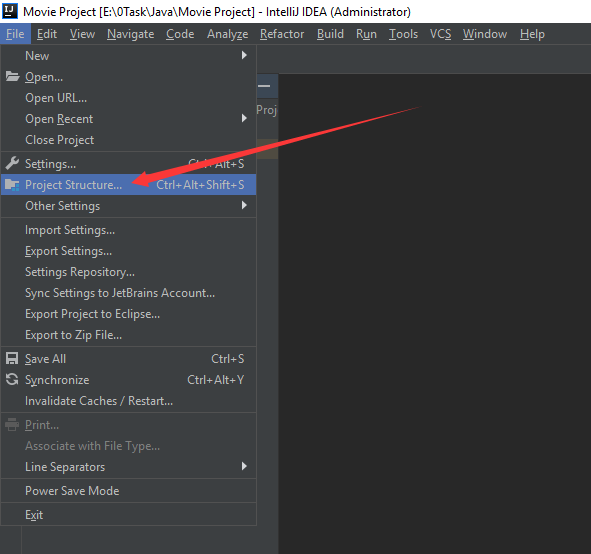 IJ Movie Project [E:\0Task\Java\Movie Project] - IntelliJ IDEA (Administrator)
File Edit View Navigate Code Analyze Refactor Build Run Tools VCS Window Help
New
Open...
Open URL...
Proj
Open Recent
Close Project
Settings... Ctrl+Alt+S
Project Structure... Ctrl+Alt+Shift+S
Other Settings
Import Settings...
Export Settings...
Settings Repository...
Sync Settings to JetBrains Account...
Export Project to Eclipse...
Export to Zip File...
Save All Ctrl+S
Synchronize Ctrl+Alt+Y
Invalidate Caches / Restart...
Print...
Associate with File Type...
Line Separators
Power Save Mode
Exit